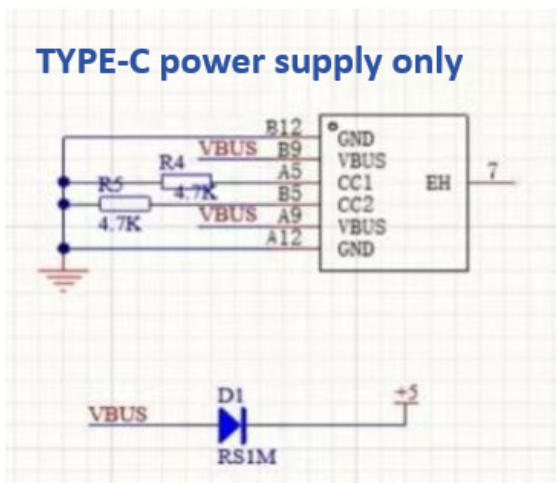 TYPE-C power supply only
B12 GND
VBUS B9 VBUS
R4 4.7K A5 CC1 EH 7
R5 4.7K B5 CC2
VBUS A9 VBUS
A12 GND
D1
VBUS +5
RS1M